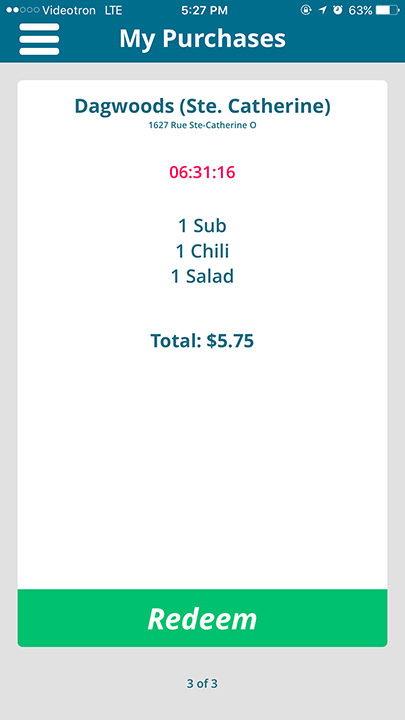 Videotron LTE 5:27 PM 63%
My Purchases
Dagwoods (Ste. Catherine)
1627 Rue Ste-Catherine O
06:31:16
1 Sub
1 Chili
1 Salad
Total: $5.75
Redeem
3 of 3